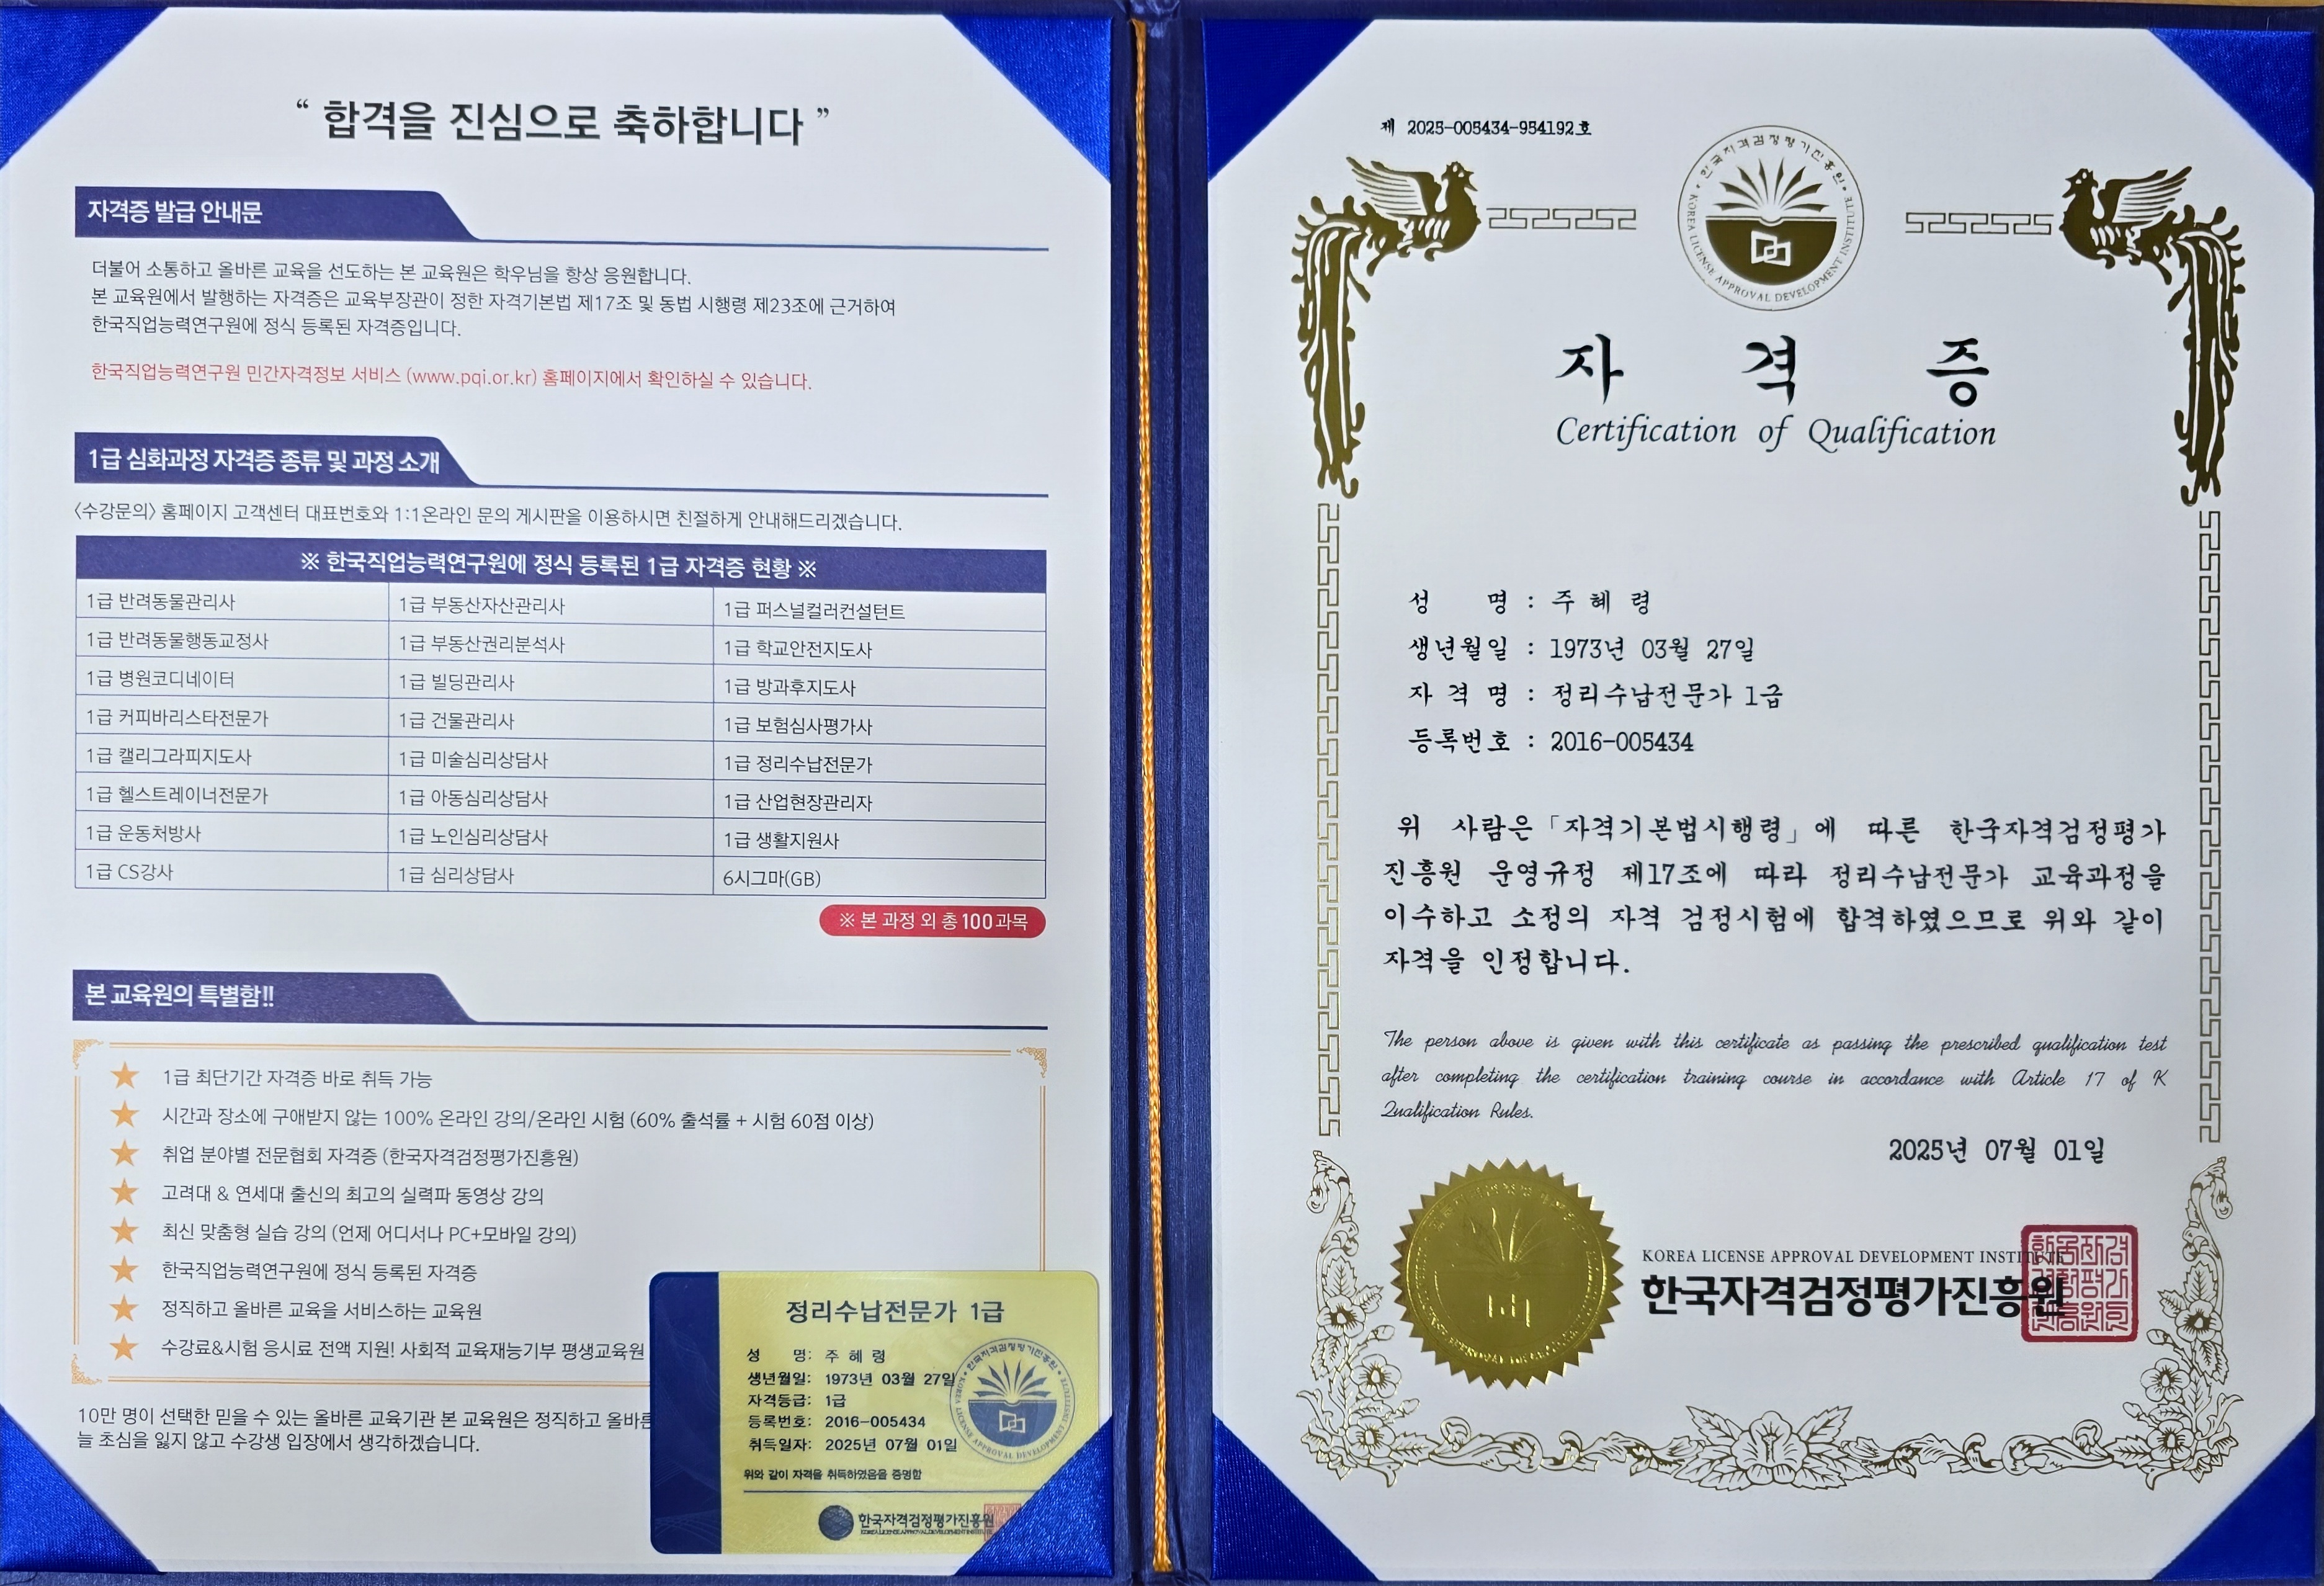 “ 합격을 진심으로 축하합니다 ”
자격증 발급 안내문
더불어 소통하고 올바른 교육을 선도하는 본 교육원은 학우님을 항상 응원합니다.
본 교육원에서 발행하는 자격증은 교육부장관이 정한 자격기본법 제17조 및 동법 시행령 제23조에 근거하여
한국직업능력연구원에 정식 등록된 자격증입니다.
한국직업능력연구원 민간자격정보 서비스 (www.pqi.or.kr) 홈페이지에서 확인하실 수 있습니다.
1급 심화과정 자격증 종류 및 과정 소개
〈수강문의〉 홈페이지 고객센터 대표번호와 1:1온라인 문의 게시판을 이용하시면 친절하게 안내해드리겠습니다.
※ 한국직업능력연구원에 정식 등록된 1급 자격증 현황 ※
1급 반려동물관리사 1급 부동산자산관리사 1급 퍼스널컬러컨설턴트
1급 반려동물행동교정사 1급 부동산권리분석사 1급 학교안전지도사
1급 병원코디네이터 1급 빌딩관리사 1급 방과후지도사
1급 커피바리스타전문가 1급 건물관리사 1급 보험심사평가사
1급 캘리그라피지도사 1급 미술심리상담사 1급 정리수납전문가
1급 헬스트레이너전문가 1급 아동심리상담사 1급 산업현장관리자
1급 운동처방사 1급 노인심리상담사 1급 생활지원사
1급 CS강사 1급 심리상담사 6시그마(GB)
※ 본 과정 외 총 100과목
본 교육원의 특별함!!
★ 1급 최단기간 자격증 바로 취득 가능
★ 시간과 장소에 구애받지 않는 100% 온라인 강의/온라인 시험 (60% 출석률 + 시험 60점 이상)
★ 취업 분야별 전문협회 자격증 (한국자격검정평가진흥원)
★ 고려대 & 연세대 출신의 최고의 실력파 동영상 강의
★ 최신 맞춤형 실습 강의 (언제 어디서나 PC+모바일 강의)
★ 한국직업능력연구원에 정식 등록된 자격증
★ 정직하고 올바른 교육을 서비스하는 교육원
★ 수강료&시험 응시료 전액 지원! 사회적 교육재능기부 평생교육원
10만 명이 선택한 믿을 수 있는 올바른 교육기관 본 교육원은 정직하고 올바른
늘 초심을 잃지 않고 수강생 입장에서 생각하겠습니다.
정리수납전문가 1급
성 명: 주 혜 령
생년월일: 1973년 03월 27일
자격등급: 1급
등록번호: 2016-005434
취득일자: 2025년 07월 01일
위와 같이 자격을 취득하였음을 증명함
한국자격검정평가진흥원
KOREA LICENSE APPROVAL DEVELOPMENT INSTITUTE
한국자격검정평가진흥원
KOREA LICENSE APPROVAL DEVELOPMENT INSTITUTE
제 2025-005434-954192호
한국자격검정평가진흥원
KOREA LICENSE APPROVAL DEVELOPMENT INSTITUTE
자 격 증
Certification of Qualification
성 명 : 주 혜 령
생년월일 : 1973년 03월 27일
자 격 명 : 정리수납전문가 1급
등록번호 : 2016-005434
위 사람은「자격기본법시행령」에 따른 한국자격검정평가
진흥원 운영규정 제17조에 따라 정리수납전문가 교육과정을
이수하고 소정의 자격 검정시험에 합격하였으므로 위와 같이
자격을 인정합니다.
The person above is given with this certificate as passing the prescribed qualification test
after completing the certification training course in accordance with Article 17 of K
Qualification Rules.
2025년 07월 01일
KOREA LICENSE APPROVAL DEVELOPMENT INSTITUTE
한국자격검정평가진흥원